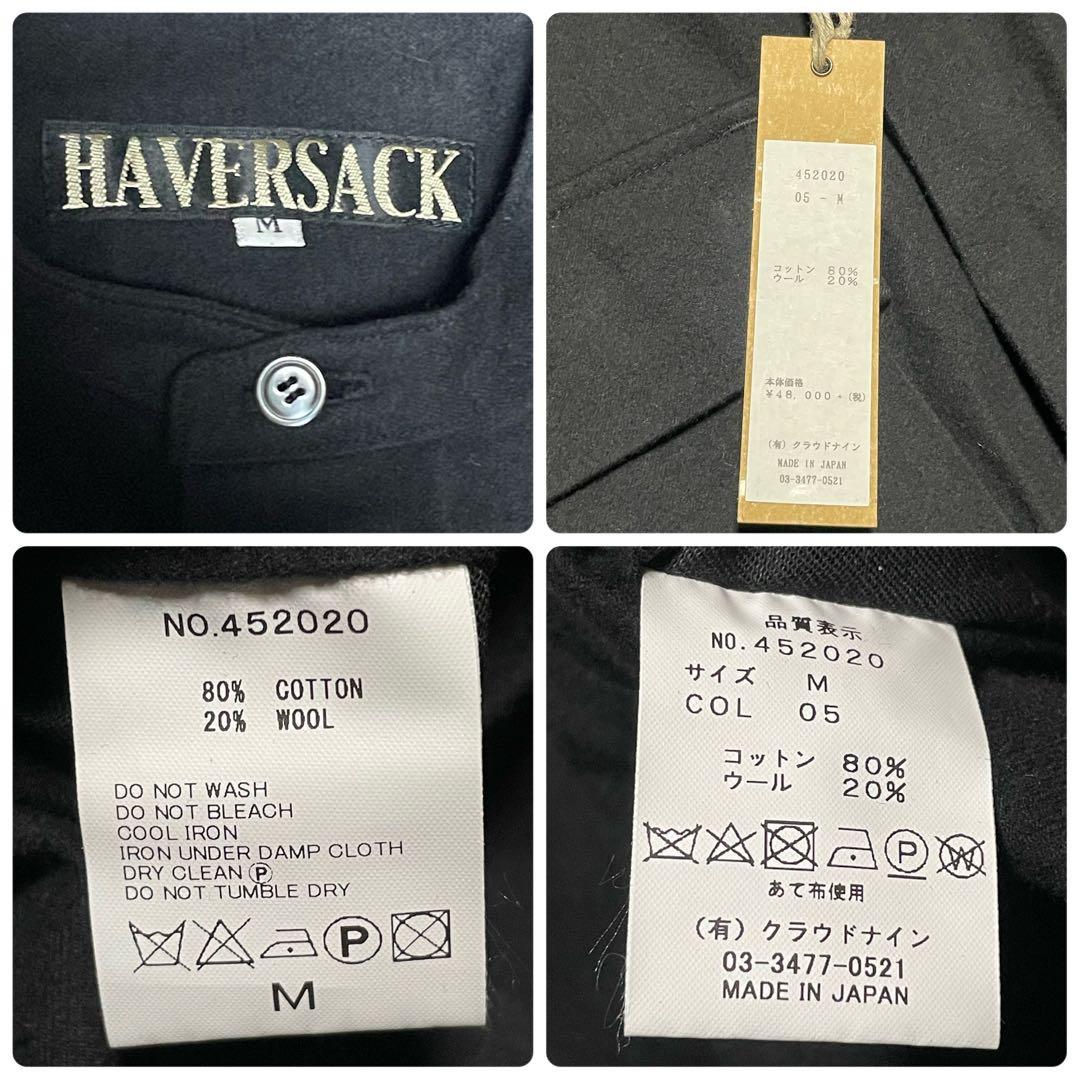 HAVERSACK
M
452020
05 - M
コットン 80%
ウール 20%
本体価格
¥48,000 + (税)
(有) クラウドナイン
MADE IN JAPAN
03-3477-0521
NO.452020
80% COTTON
20% WOOL
DO NOT WASH
DO NOT BLEACH
COOL IRON
IRON UNDER DAMP CLOTH
DRY CLEAN Ⓟ
DO NOT TUMBLE DRY
P
M
品質表示
NO.452020
サイズ M
COL 05
コットン 80%
ウール 20%
P W
あて布使用
(有) クラウドナイン
03-3477-0521
MADE IN JAPAN